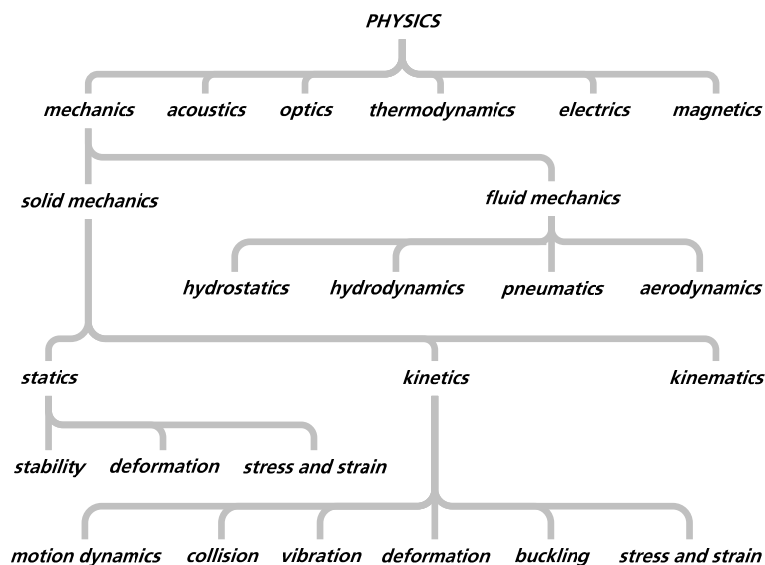 PHYSICS
mechanics acoustics optics thermodynamics electrics magnetics
solid mechanics fluid mechanics
hydrostatics hydrodynamics pneumatics aerodynamics
statics kinetics kinematics
stability deformation stress and strain
motion dynamics collision vibration deformation buckling stress and strain